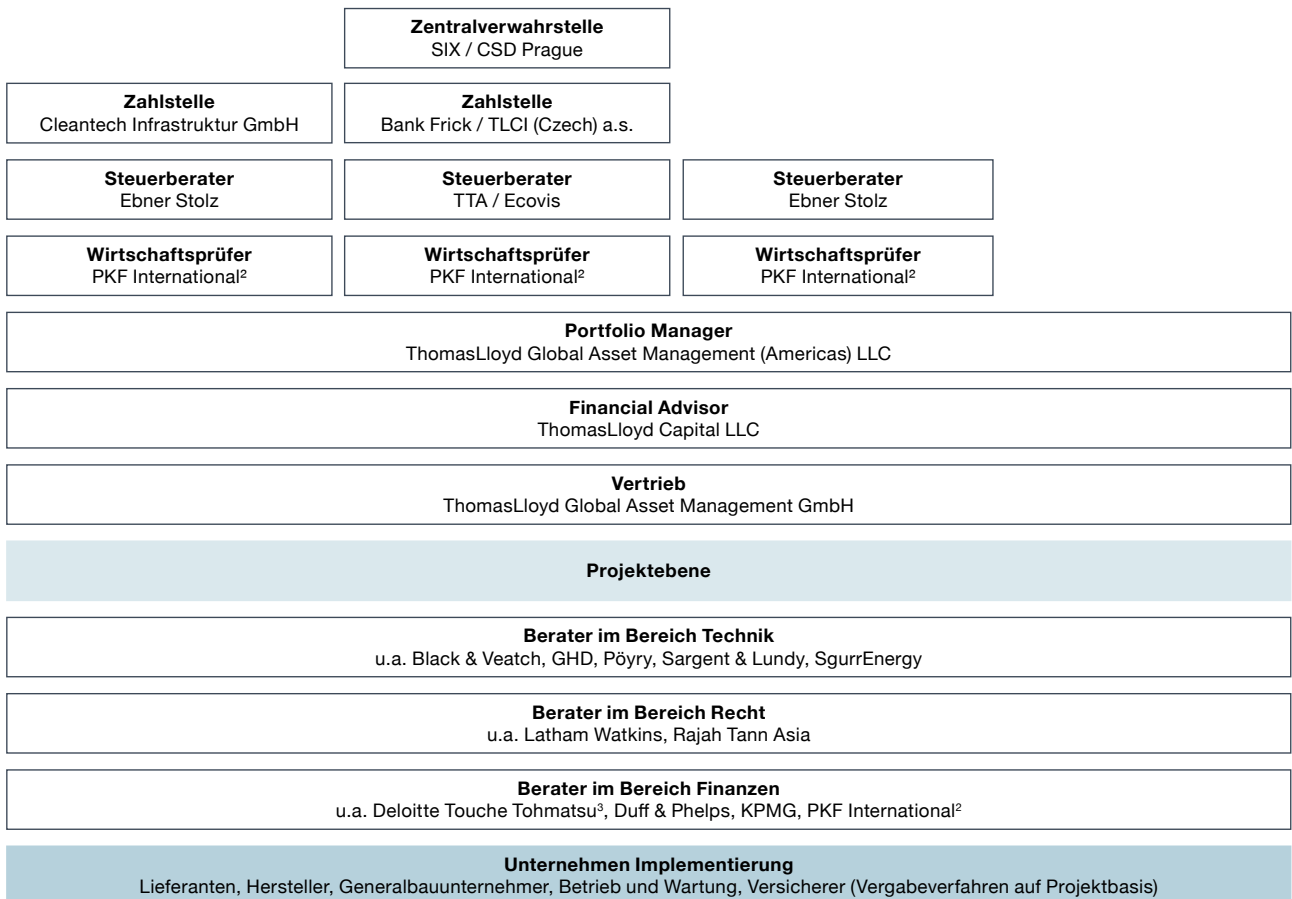 Zentralverwahrstelle
SIX / CSD Prague
Zahlstelle
Cleantech Infrastruktur GmbH
Zahlstelle
Bank Frick / TLCI (Czech) a.s.
Steuerberater
Ebner Stolz
Steuerberater
TTA / Ecovis
Steuerberater
Ebner Stolz
Wirtschaftsprüfer
PKF International²
Wirtschaftsprüfer
PKF International²
Wirtschaftsprüfer
PKF International²
Portfolio Manager
ThomasLloyd Global Asset Management (Americas) LLC
Financial Advisor
ThomasLloyd Capital LLC
Vertrieb
ThomasLloyd Global Asset Management GmbH
Projektebene
Berater im Bereich Technik
u.a. Black & Veatch, GHD, Pöyry, Sargent & Lundy, SgurrEnergy
Berater im Bereich Recht
u.a. Latham Watkins, Rajah Tann Asia
Berater im Bereich Finanzen
u.a. Deloitte Touche Tohmatsu³, Duff & Phelps, KPMG, PKF International²
Unternehmen Implementierung
Lieferanten, Hersteller, Generalbauunternehmer, Betrieb und Wartung, Versicherer (Vergabeverfahren auf Projektbasis)